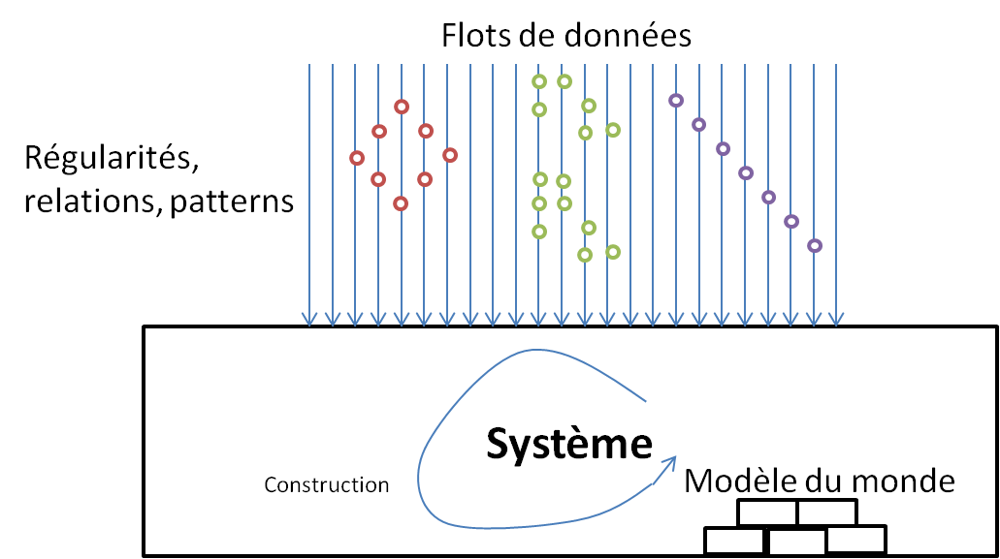 Flots de données
Régularités,
relations, patterns
Système
Construction
Modèle du monde